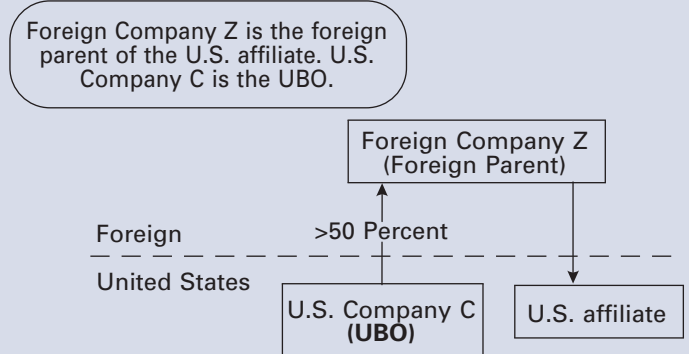 Foreign Company Z is the foreign
parent of the U.S. affiliate. U.S.
Company C is the UBO.
Foreign Company Z
(Foreign Parent)
Foreign
>50 Percent
United States
U.S. Company C
(UBO)
U.S. affiliate